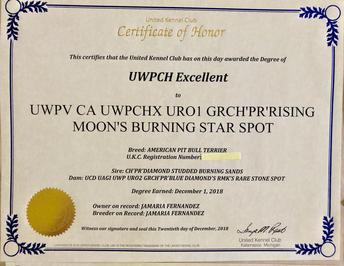 United Kennel Club
Certificate of Honor
This certifies that the United Kennel Club has on this day awarded the Degree of
UWPCH Excellent
to
UWPV CA UWPCHX URO1 GRCH'PR'RISING
MOON'S BURNING STAR SPOT
Breed: AMERICAN PIT BULL TERRIER
U.K.C. Registration Number:
Sire: CH'PR'DIAMOND STUDDED BURNING SANDS
Dam: UCD UAGI UWP URO2 GRCH'PR'BLUE DIAMOND'S RMK'S RARE STONE SPOT
Degree Earned: December 1, 2018
Owner on record: JAMARIA FERNANDEZ
Breeder on Record: JAMARIA FERNANDEZ
Witness our signature and seal this Twentieth day of December, 2018
United Kennel Club
Kalamazoo, Michigan